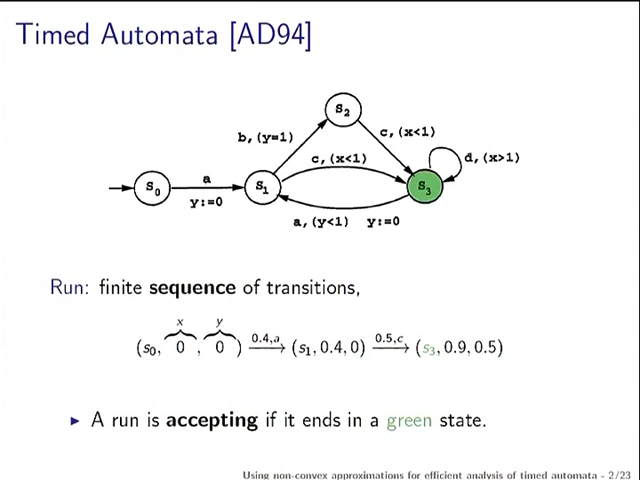 Timed Automata [AD94]
S2
b,(y=1)
c,(x<1)
c,(x<1)
d,(x>1)
S0
a
y:=0
S1
S3
a,(y<1) y:=0
Run: finite sequence of transitions,
x y
(s0, 0 , 0 ) 0.4,a⟶ (s1, 0.4, 0) 0.5,c⟶ (s3, 0.9, 0.5)
▶ A run is accepting if it ends in a green state.
Using non-convex approximations for efficient analysis of timed automata - 2/23